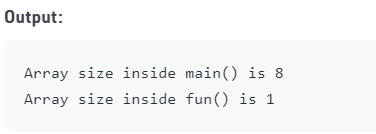 Output:
Array size inside main() is 8
Array size inside fun() is 1